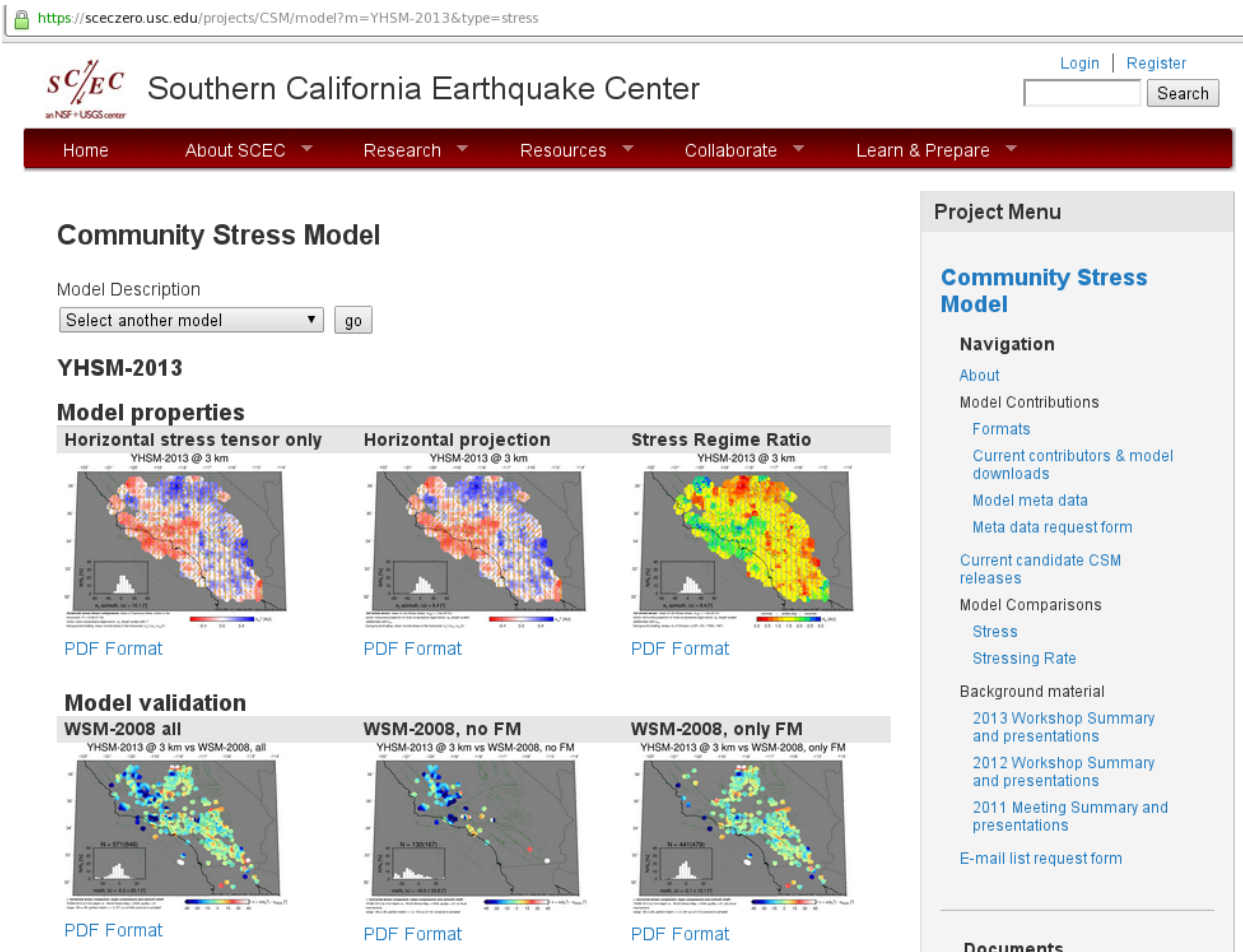 https://sceczero.usc.edu/projects/CSM/model?m=YHSM-2013&type=stress
SC/EC
an NSF+USGS center
Southern California Earthquake Center
Login | Register
Search
Home About SCEC Research Resources Collaborate Learn & Prepare
Community Stress Model
Model Description
Select another model go
YHSM-2013
Model properties
Horizontal stress tensor only Horizontal projection Stress Regime Ratio
YHSM-2013 @ 3 km YHSM-2013 @ 3 km YHSM-2013 @ 3 km
PDF Format PDF Format PDF Format
Model validation
WSM-2008 all WSM-2008, no FM WSM-2008, only FM
YHSM-2013 @ 3 km vs WSM-2008, all YHSM-2013 @ 3 km vs WSM-2008, no FM YHSM-2013 @ 3 km vs WSM-2008, only FM
N = 571(646) N = 130(167) N = 441(479)
PDF Format PDF Format PDF Format
Project Menu
Community Stress
Model
Navigation
About
Model Contributions
Formats
Current contributors & model
downloads
Model meta data
Meta data request form
Current candidate CSM
releases
Model Comparisons
Stress
Stressing Rate
Background material
2013 Workshop Summary
and presentations
2012 Workshop Summary
and presentations
2011 Meeting Summary and
presentations
E-mail list request form
Documents